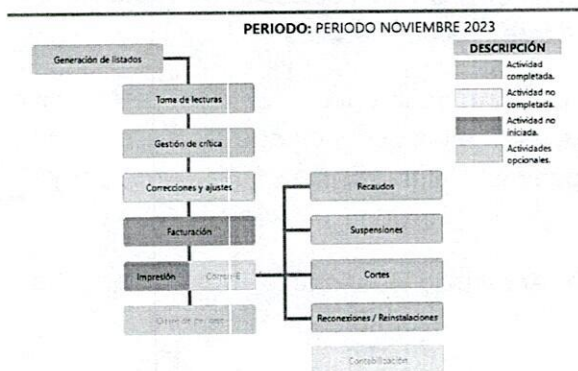 PERIODO: PERIODO NOVIEMBRE 2023
DESCRIPCIÓN
Actividad
completada.
Actividad no
completada.
Actividad no
iniciada.
Actividades
opcionales.
Generación de listados
Toma de lecturas
Gestión de crítica
Correcciones y ajustes
Facturación
Impresión
Recaudos
Suspensiones
Cortes
Reconexiones / Reinstalaciones
Contabilización